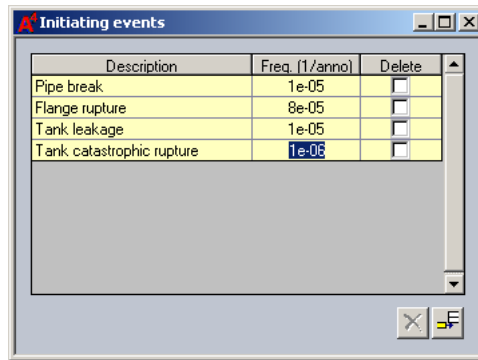 Initiating events
Description Freq. (1/anno) Delete
Pipe break 1e-05
Flange rupture 8e-05
Tank leakage 1e-05
Tank catastrophic rupture 1e-06